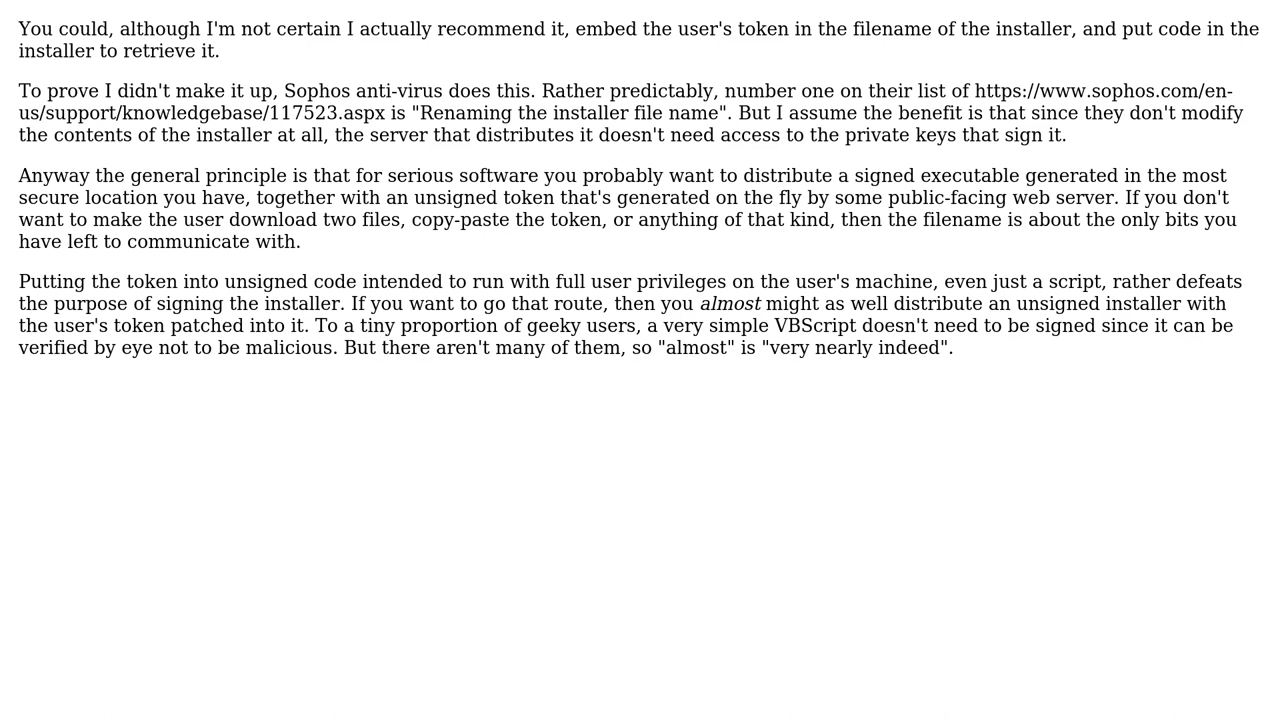 You could, although I'm not certain I actually recommend it, embed the user's token in the filename of the installer, and put code in the
installer to retrieve it.
To prove I didn't make it up, Sophos anti-virus does this. Rather predictably, number one on their list of https://www.sophos.com/en-
us/support/knowledgebase/117523.aspx is "Renaming the installer file name". But I assume the benefit is that since they don't modify
the contents of the installer at all, the server that distributes it doesn't need access to the private keys that sign it.
Anyway the general principle is that for serious software you probably want to distribute a signed executable generated in the most
secure location you have, together with an unsigned token that's generated on the fly by some public-facing web server. If you don't
want to make the user download two files, copy-paste the token, or anything of that kind, then the filename is about the only bits you
have left to communicate with.
Putting the token into unsigned code intended to run with full user privileges on the user's machine, even just a script, rather defeats
the purpose of signing the installer. If you want to go that route, then you almost might as well distribute an unsigned installer with
the user's token patched into it. To a tiny proportion of geeky users, a very simple VBScript doesn't need to be signed since it can be
verified by eye not to be malicious. But there aren't many of them, so "almost" is "very nearly indeed".